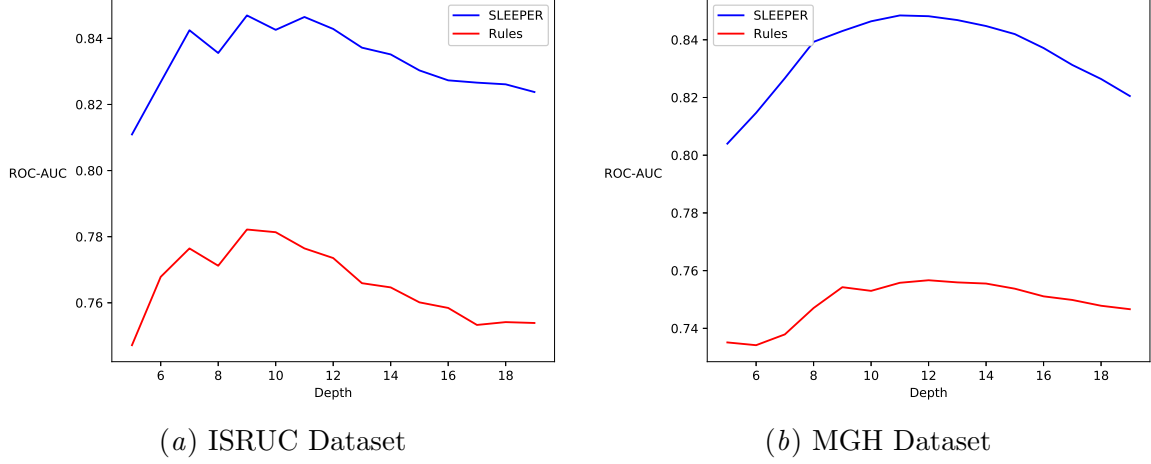 SLEEPER
Rules
0.84
0.82
0.80
0.78
0.76
ROC-AUC
6 8 10 12 14 16 18
Depth
(a) ISRUC Dataset
SLEEPER
Rules
0.84
0.82
0.80
0.78
0.76
0.74
ROC-AUC
6 8 10 12 14 16 18
Depth
(b) MGH Dataset